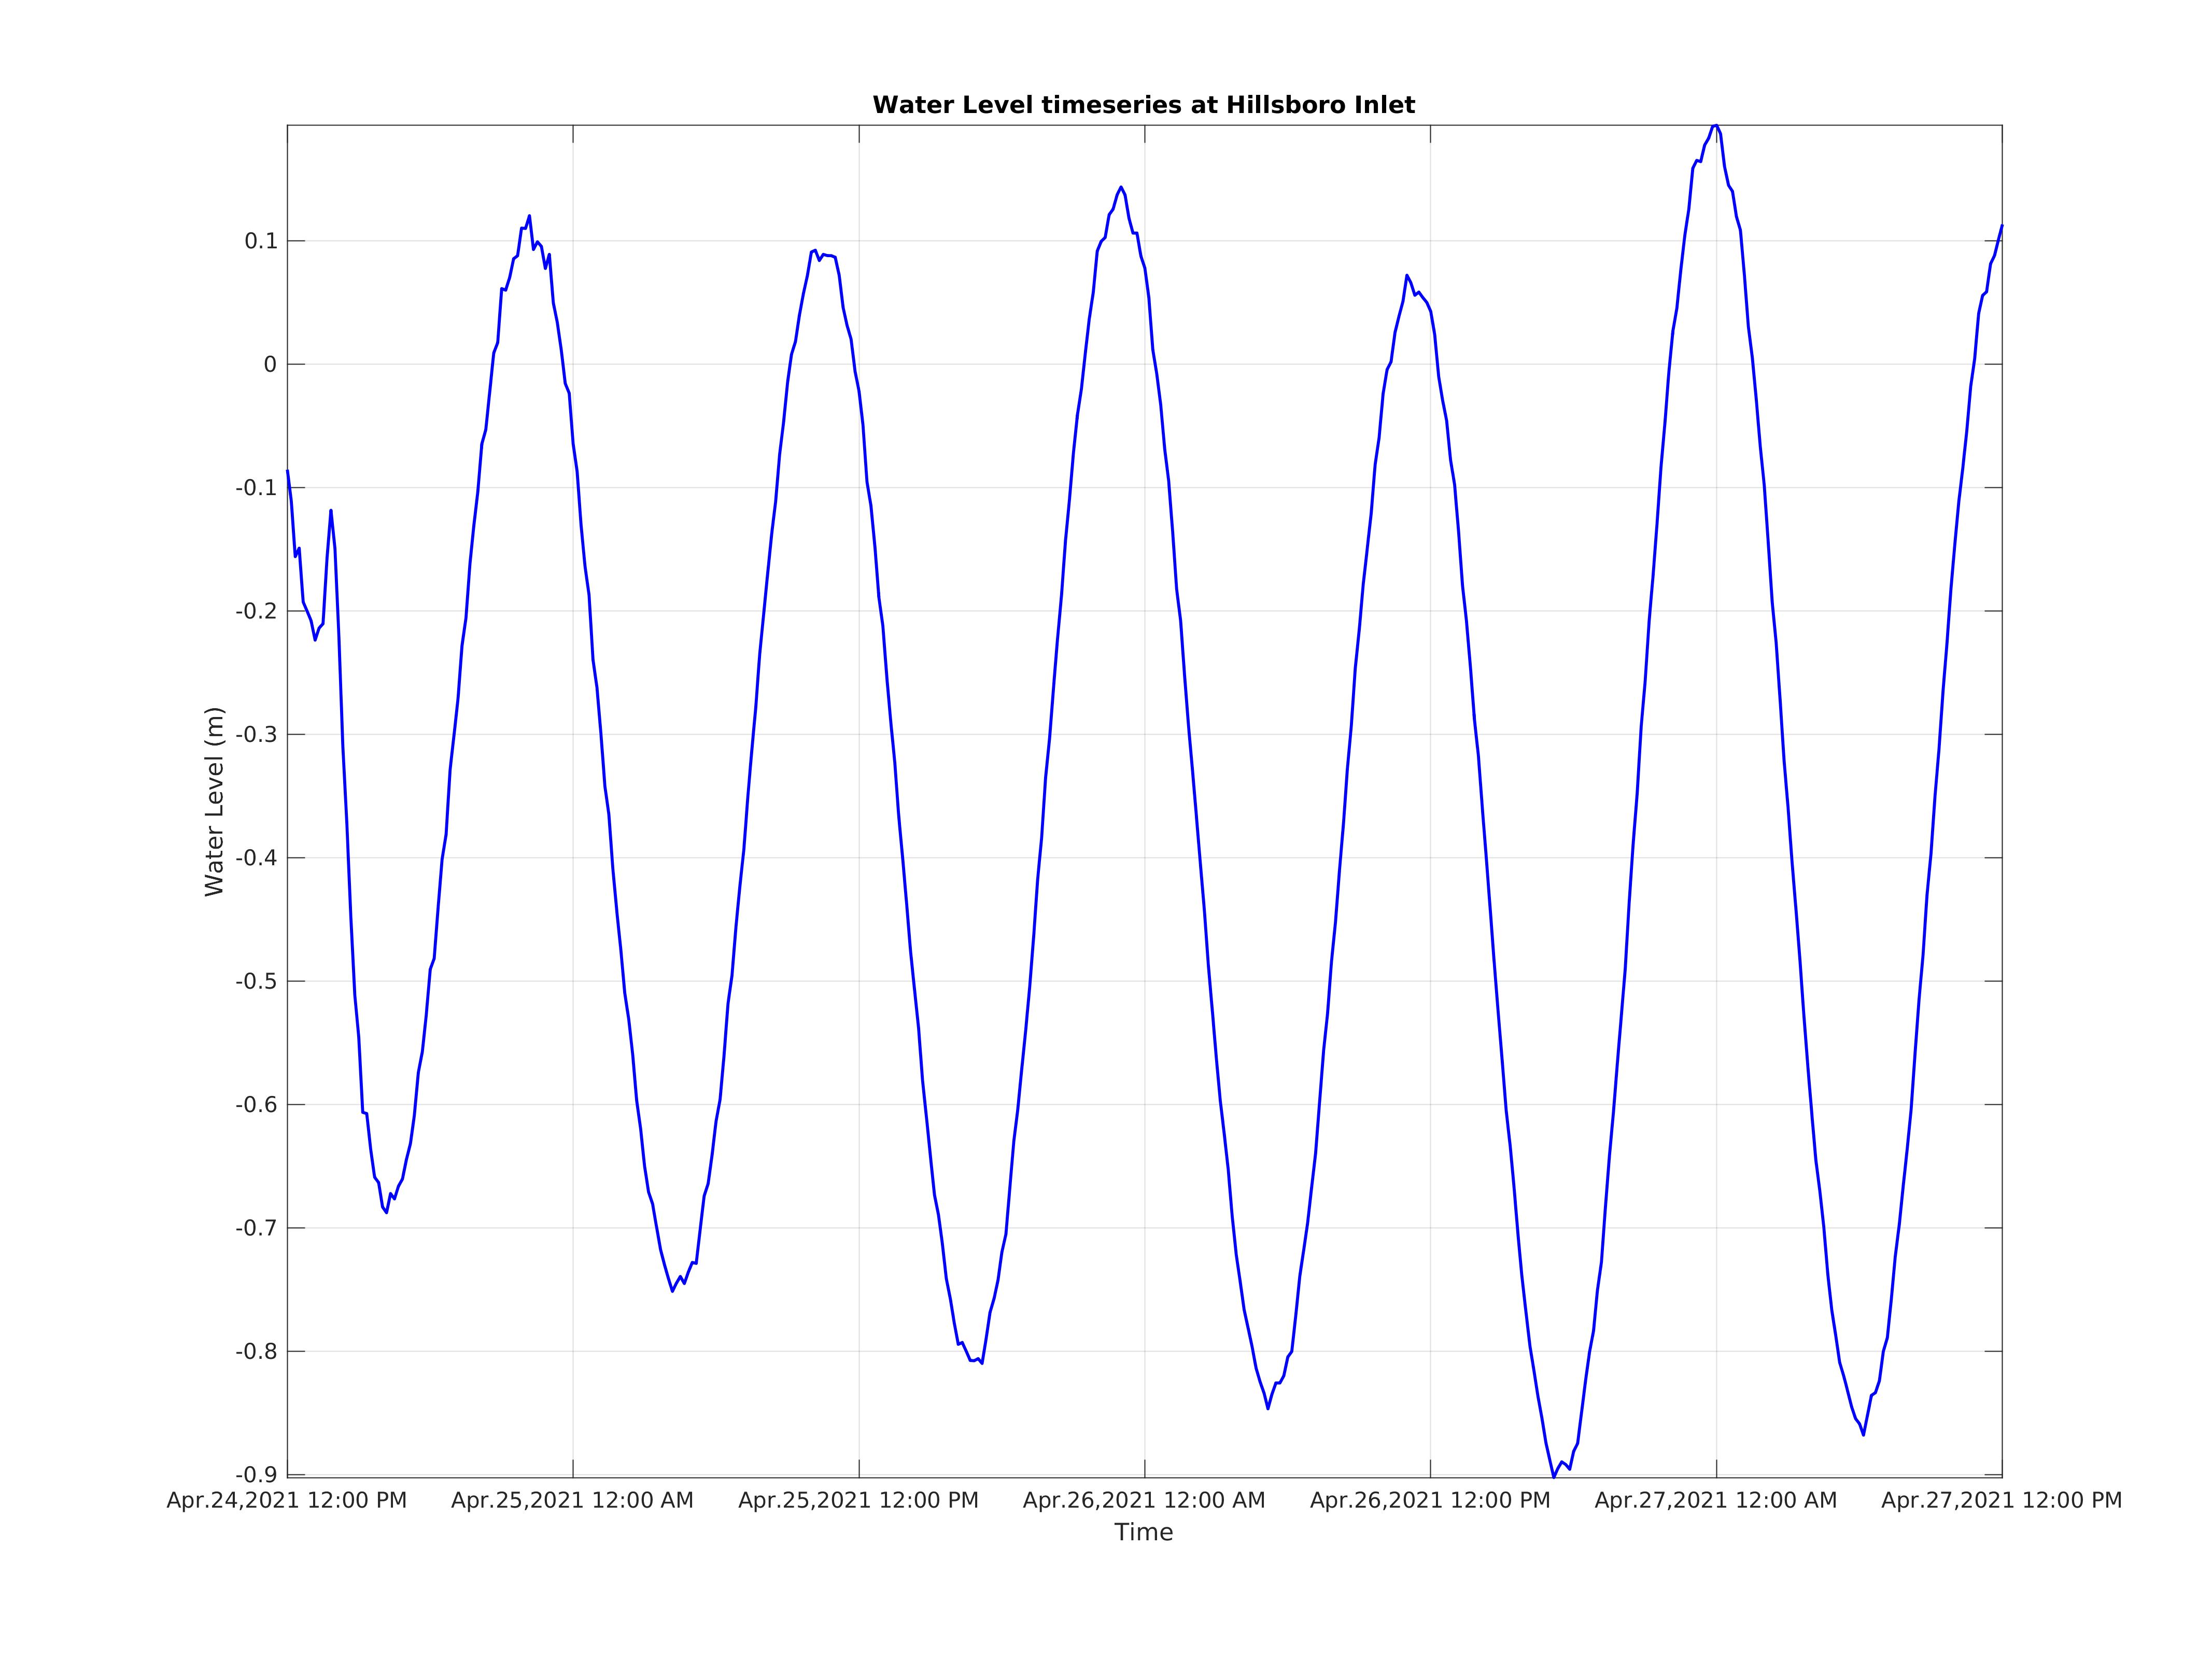 Water Level timeseries at Hillsboro Inlet
0.1
0
-0.1
-0.2
-0.3
-0.4
-0.5
-0.6
-0.7
-0.8
-0.9
Water Level (m)
Apr.24,2021 12:00 PM Apr.25,2021 12:00 AM Apr.25,2021 12:00 PM Apr.26,2021 12:00 AM Apr.26,2021 12:00 PM Apr.27,2021 12:00 AM Apr.27,2021 12:00 PM
Time